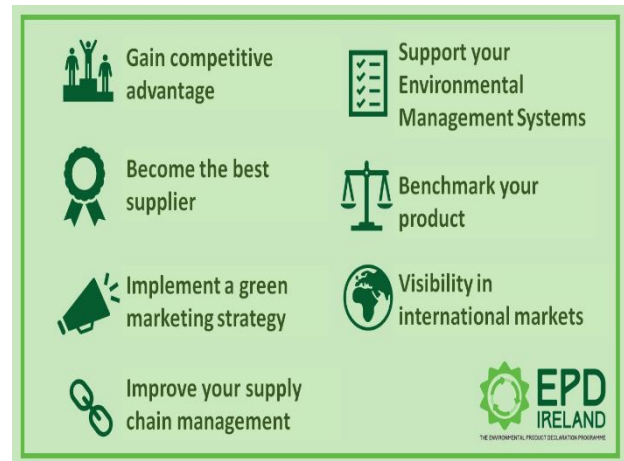 Gain competitive
advantage
Become the best
supplier
Implement a green
marketing strategy
Improve your supply
chain management
Support your
Environmental
Management Systems
Benchmark your
product
Visibility in
international markets
EPD
IRELAND
THE ENVIRONMENTAL PRODUCT DECLARATION PROGRAMME